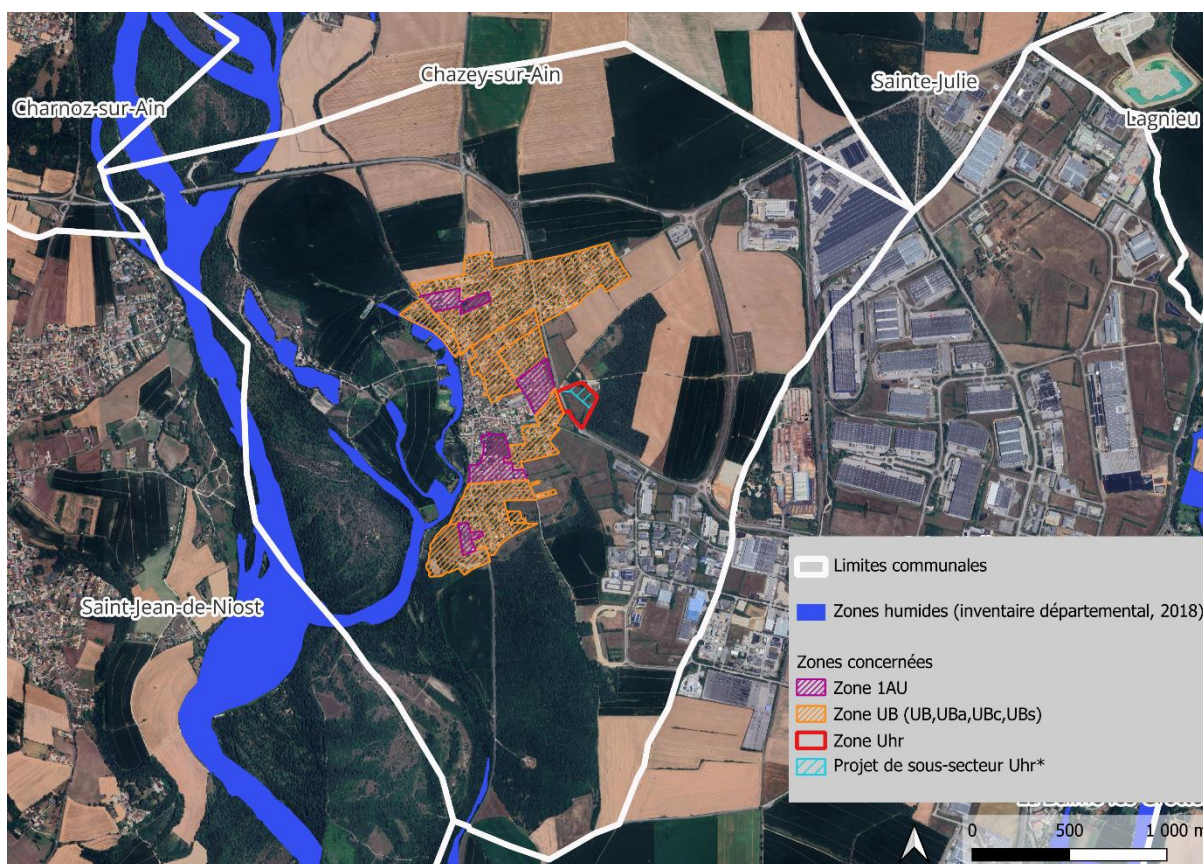 Chazey-sur-Ain
Sainte-Julie
Charnoz-sur-Ain
Lagnieu
Saint-Jean-de-Niost
Limites communales
Zones humides (inventaire départemental, 2018)
Zones concernées
Zone 1AU
Zone UB (UB,UBa,UBc,UBs)
Zone Uhr
Projet de sous-secteur Uhr*
0 500 1 000 m